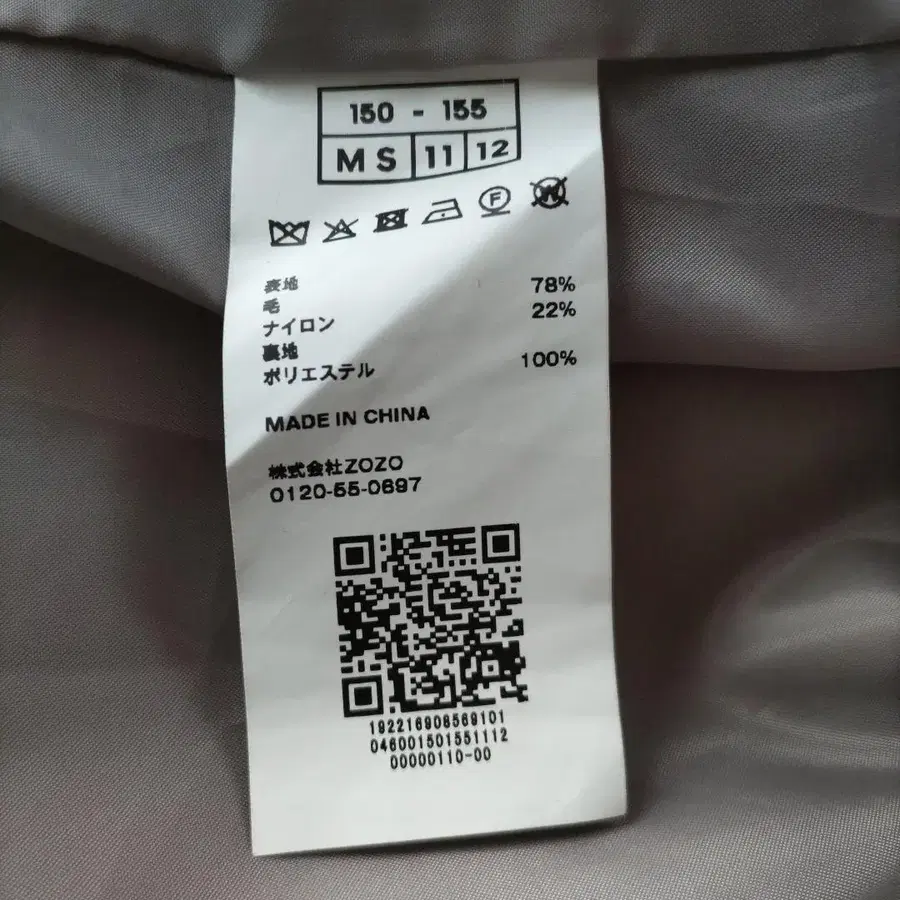 150 - 155
MS 11 12
F W
表地
毛 78%
ナイロン 22%
裏地
ポリエステル 100%
MADE IN CHINA
株式会社ZOZO
0120-55-0697
192216908569101
046001501551112
00000110-00